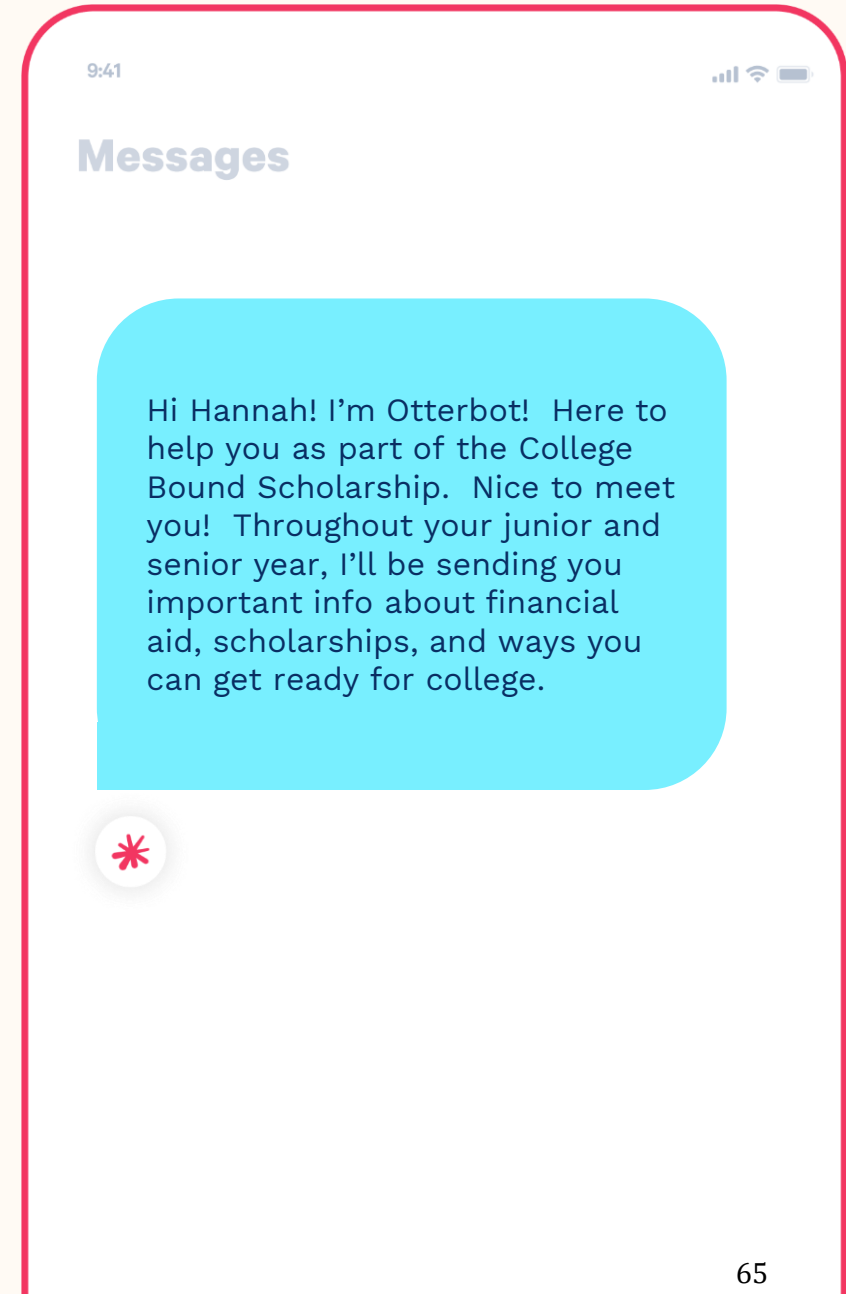 9:41
Messages
Hi Hannah! I’m Otterbot!  Here to
help you as part of the College
Bound Scholarship.  Nice to meet
you!  Throughout your junior and
senior year, I’ll be sending you
important info about financial
aid, scholarships, and ways you
can get ready for college.
65